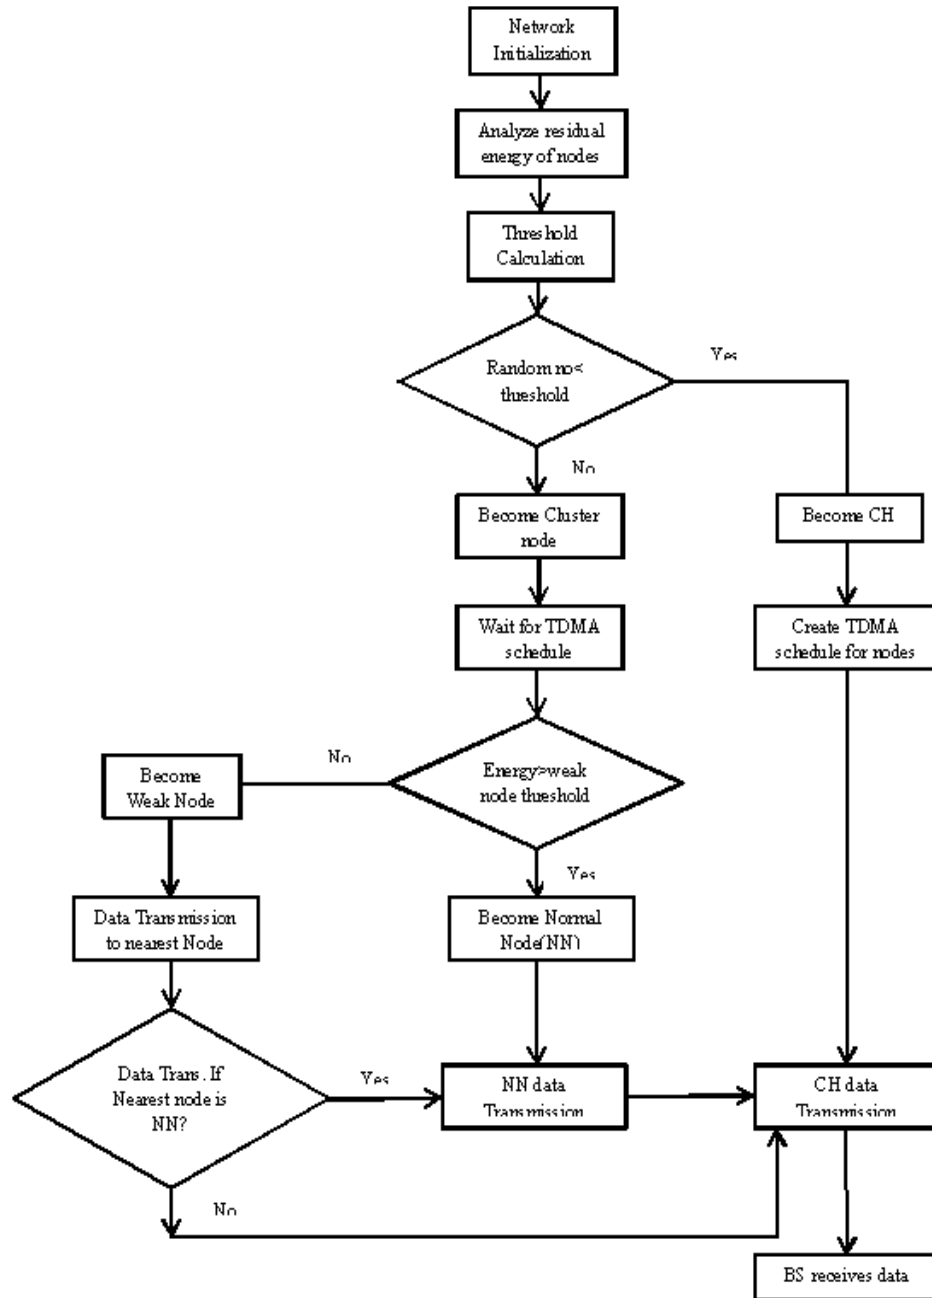 Network
Initialization
Analyze residual
energy of nodes
Threshold
Calculation
Random no<
threshold
Yes
No
Become Cluster
node
Become CH
Wait for TDMA
schedule
Create TDMA
schedule for nodes
Energy>weak
node threshold
No
Become
Weak Node
Yes
Data Transmission
to nearest Node
Become Normal
Node(NN)
Data Trans. If
Nearest node is
NN?
Yes
NN data
Transmission
CH data
Transmission
No
BS receives data